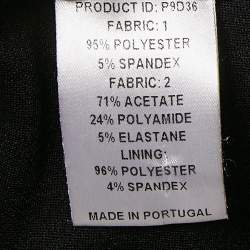 PRODUCT ID: P9D36
FABRIC: 1
95% POLYESTER
5% SPANDEX
FABRIC: 2
71% ACETATE
24% POLYAMIDE
5% ELASTANE
LINING:
96% POLYESTER
4% SPANDEX
MADE IN PORTUGAL